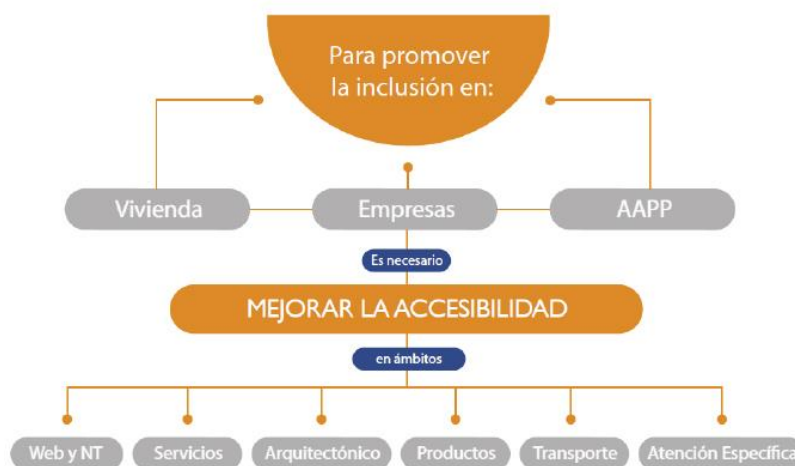 Para promover
la inclusión en:
Vivienda
Empresas
AAPP
Es necesario
MEJORAR LA ACCESIBILIDAD
en ámbitos
Web y NT
Servicios
Arquitectónico
Productos
Transporte
Atención Específica